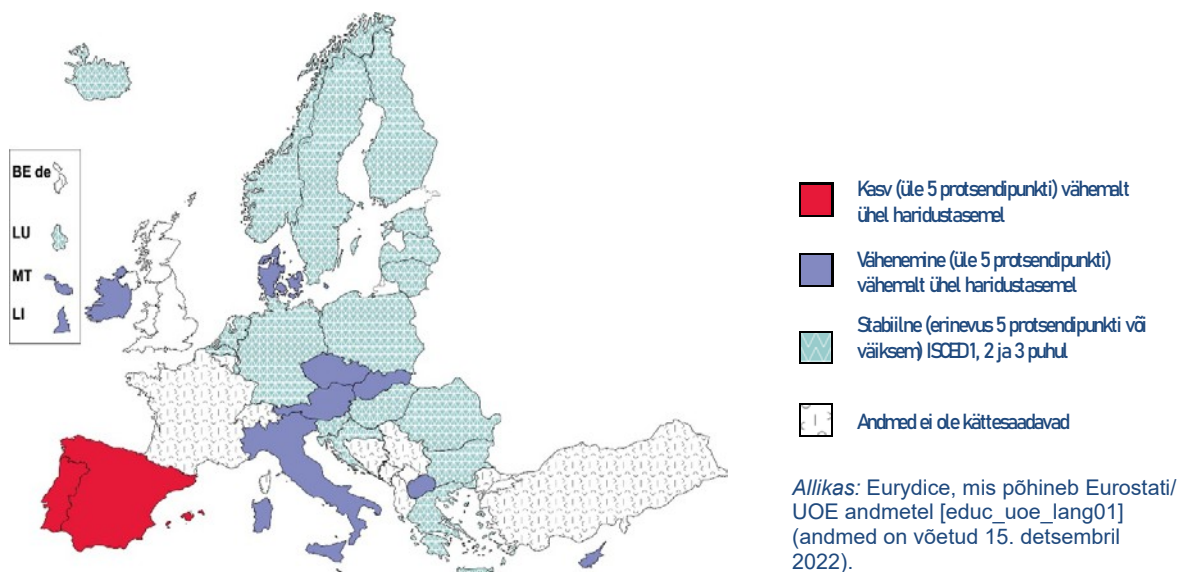 BE de
LU
MT
LI
Kasv (üle 5 protsendipunkti) vähemalt
ühel haridustasemel
Vähenemine (üle 5 protsendipunkti)
vähemalt ühel haridustasemel
Stabiilne (erinevus 5 protsendipunkti või
väiksem) ISCED1, 2 ja 3 puhul
Andmed ei ole kättesaadavad
Allikas: Eurydice, mis põhineb Eurostati/
UOE andmetel [educ_uoe_lang01]
(andmed on võetud 15. detsembril
2022).